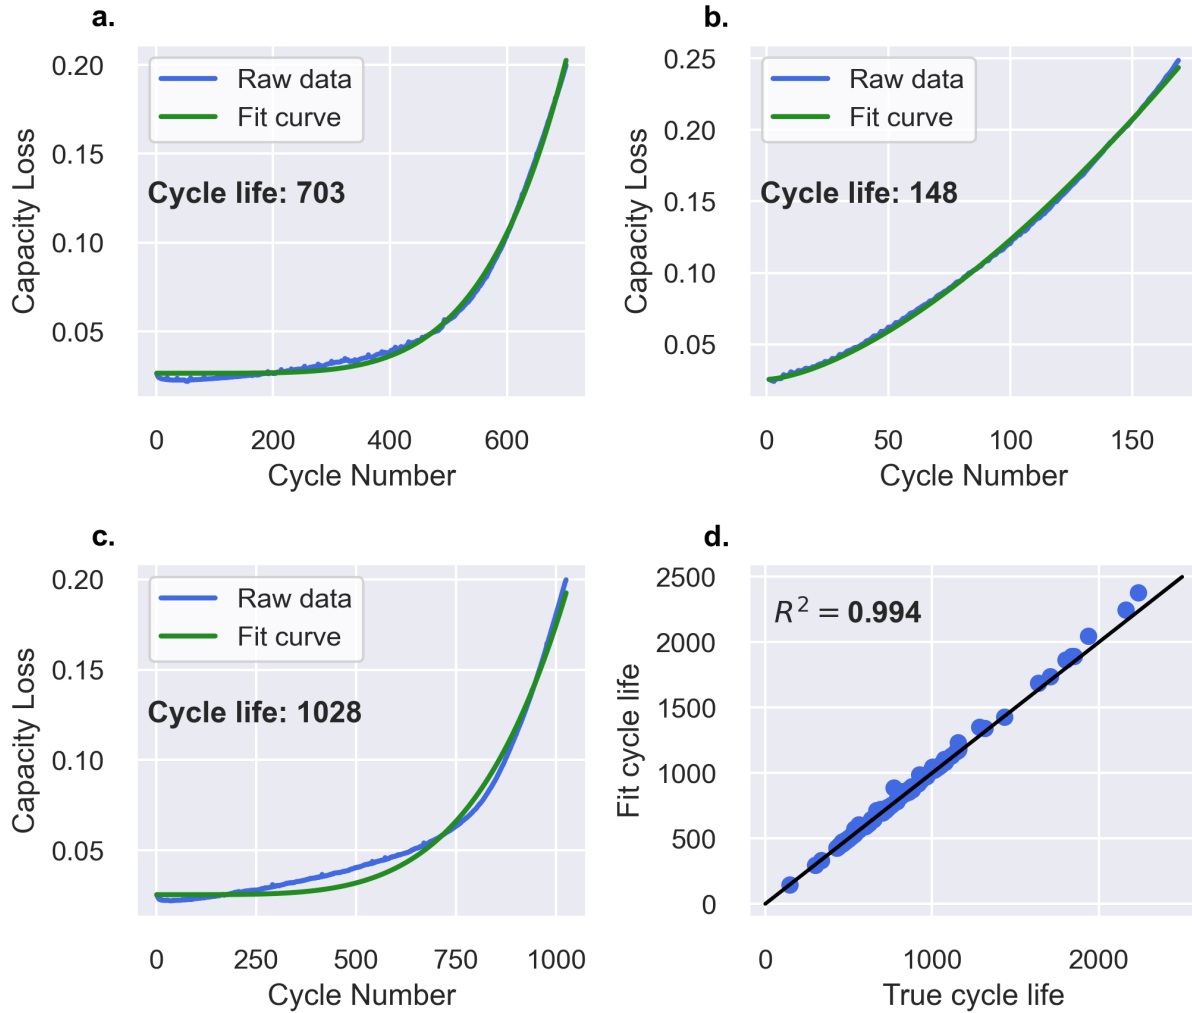 a.
0.20
0.15
0.10
0.05
Capacity Loss
Raw data
Fit curve
Cycle life: 703
0 200 400 600
Cycle Number
b.
0.25
0.20
0.15
0.10
0.05
Capacity Loss
Raw data
Fit curve
Cycle life: 148
0 50 100 150
Cycle Number
c.
0.20
0.15
0.10
0.05
Capacity Loss
Raw data
Fit curve
Cycle life: 1028
0 250 500 750 1000
Cycle Number
d.
2500
2000
1500
1000
500
0
Fit cycle life
R² = 0.994
0 1000 2000
True cycle life